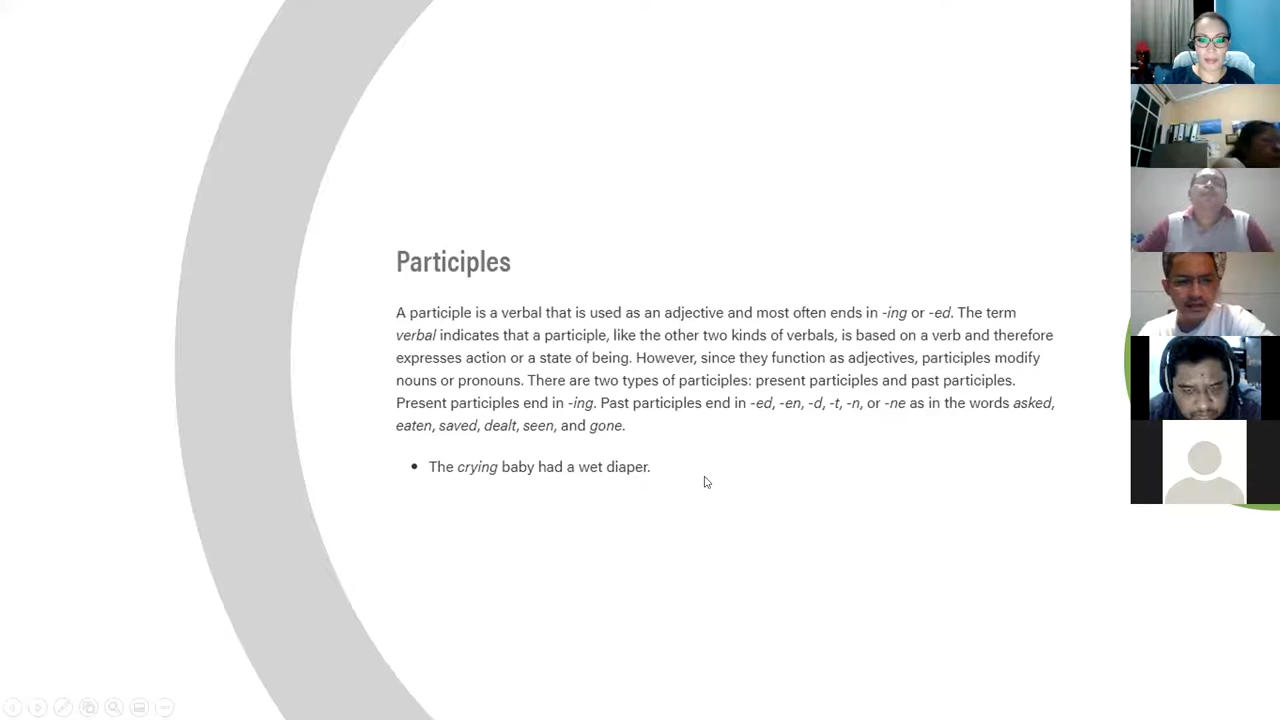 Participles
A participle is a verbal that is used as an adjective and most often ends in -ing or -ed. The term
verbal indicates that a participle, like the other two kinds of verbals, is based on a verb and therefore
expresses action or a state of being. However, since they function as adjectives, participles modify
nouns or pronouns. There are two types of participles: present participles and past participles.
Present participles end in -ing. Past participles end in -ed, -en, -d, -t, -n, or -ne as in the words asked,
eaten, saved, dealt, seen, and gone.
• The crying baby had a wet diaper.